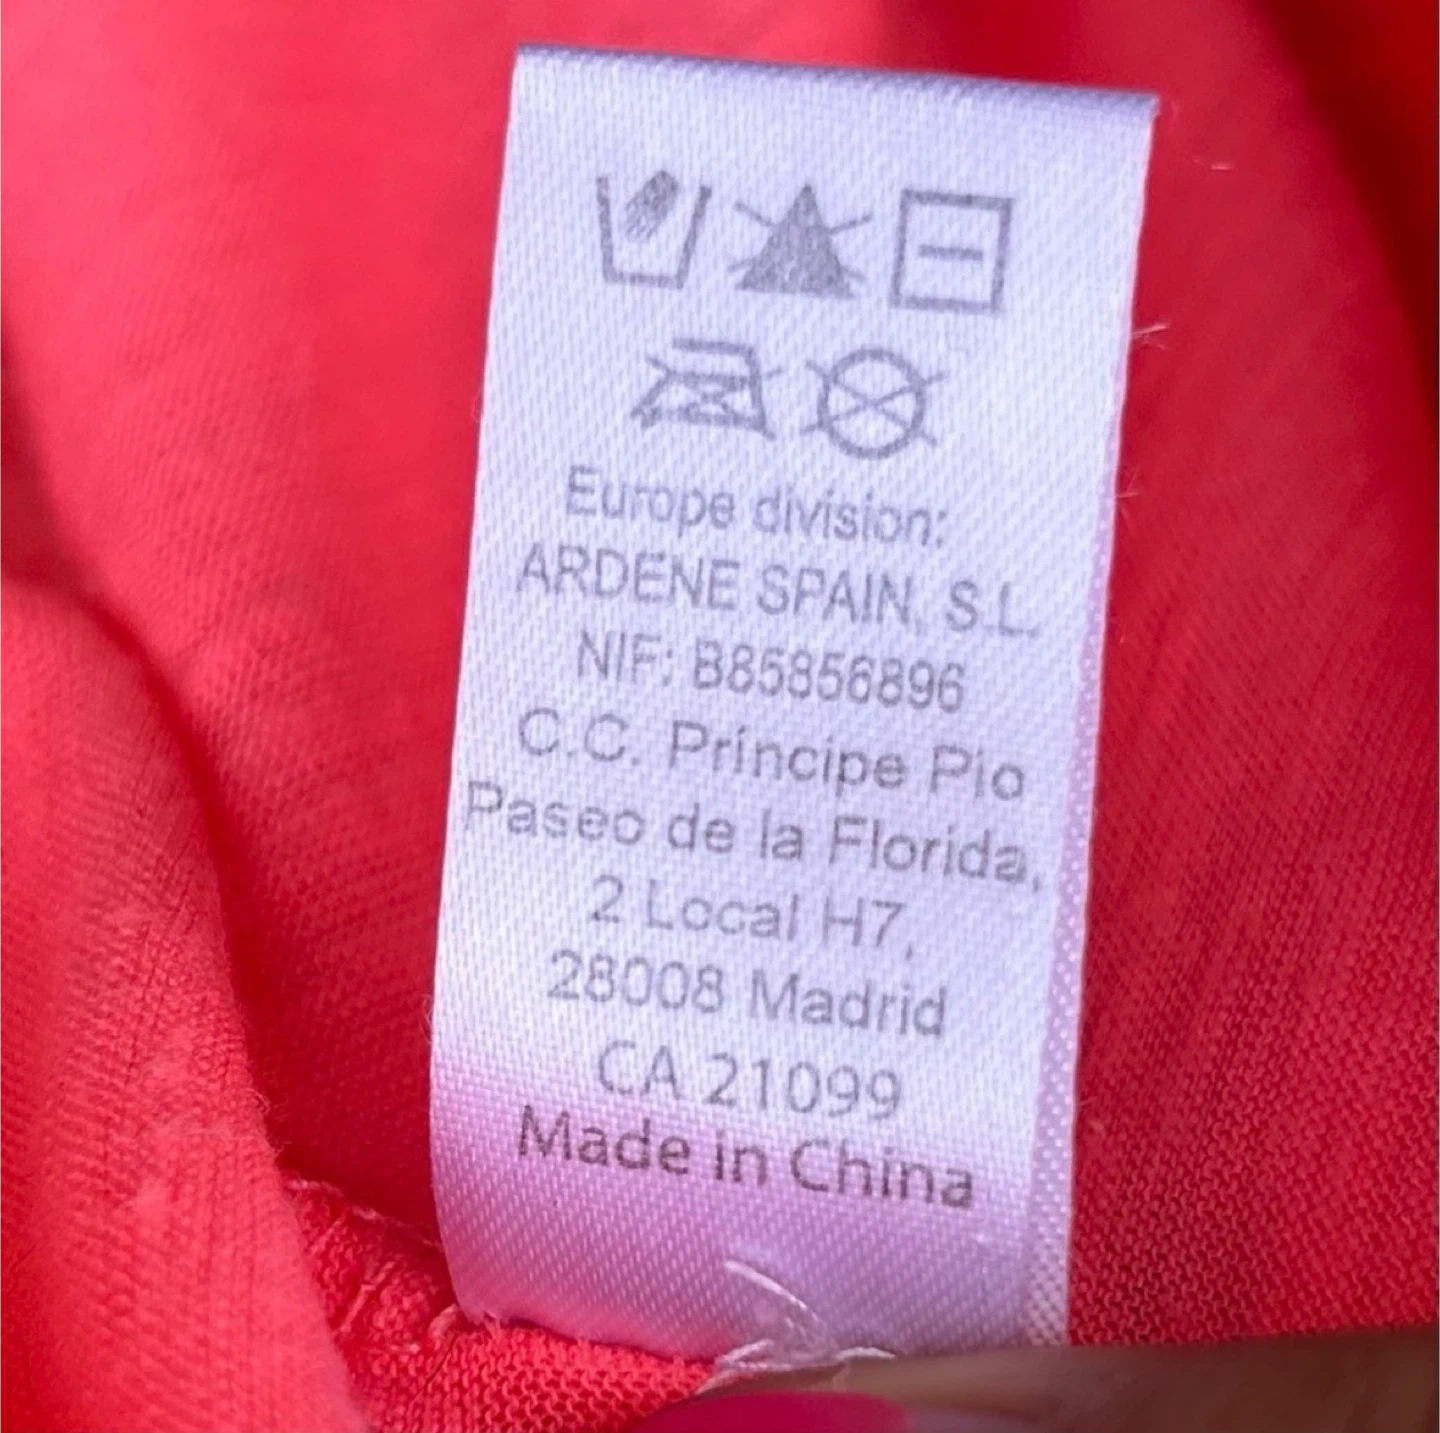 Europe division:
ARDENE SPAIN, S.L.
NIF: B85856896
C.C. Príncipe Pio
Paseo de la Florida,
2 Local H7,
28008 Madrid
CA 21099
Made in China